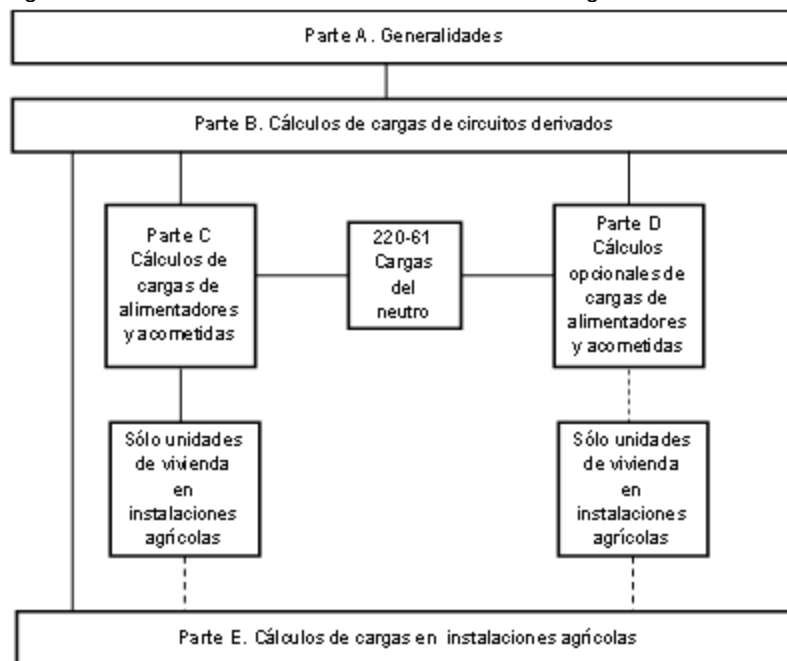 Parte A. Generalidades
Parte B. Cálculos de cargas de circuitos derivados
Parte C
Cálculos de
cargas de
alimentadores
y acometidas
220-61
Cargas
del
neutro
Parte D
Cálculos
opcionales de
cargas de
alimentadores
y acometidas
Sólo unidades
de vivienda
en
instalaciones
agrícolas
Sólo unidades
de vivienda
en
instalaciones
agrícolas
Parte E. Cálculos de cargas en instalaciones agrícolas